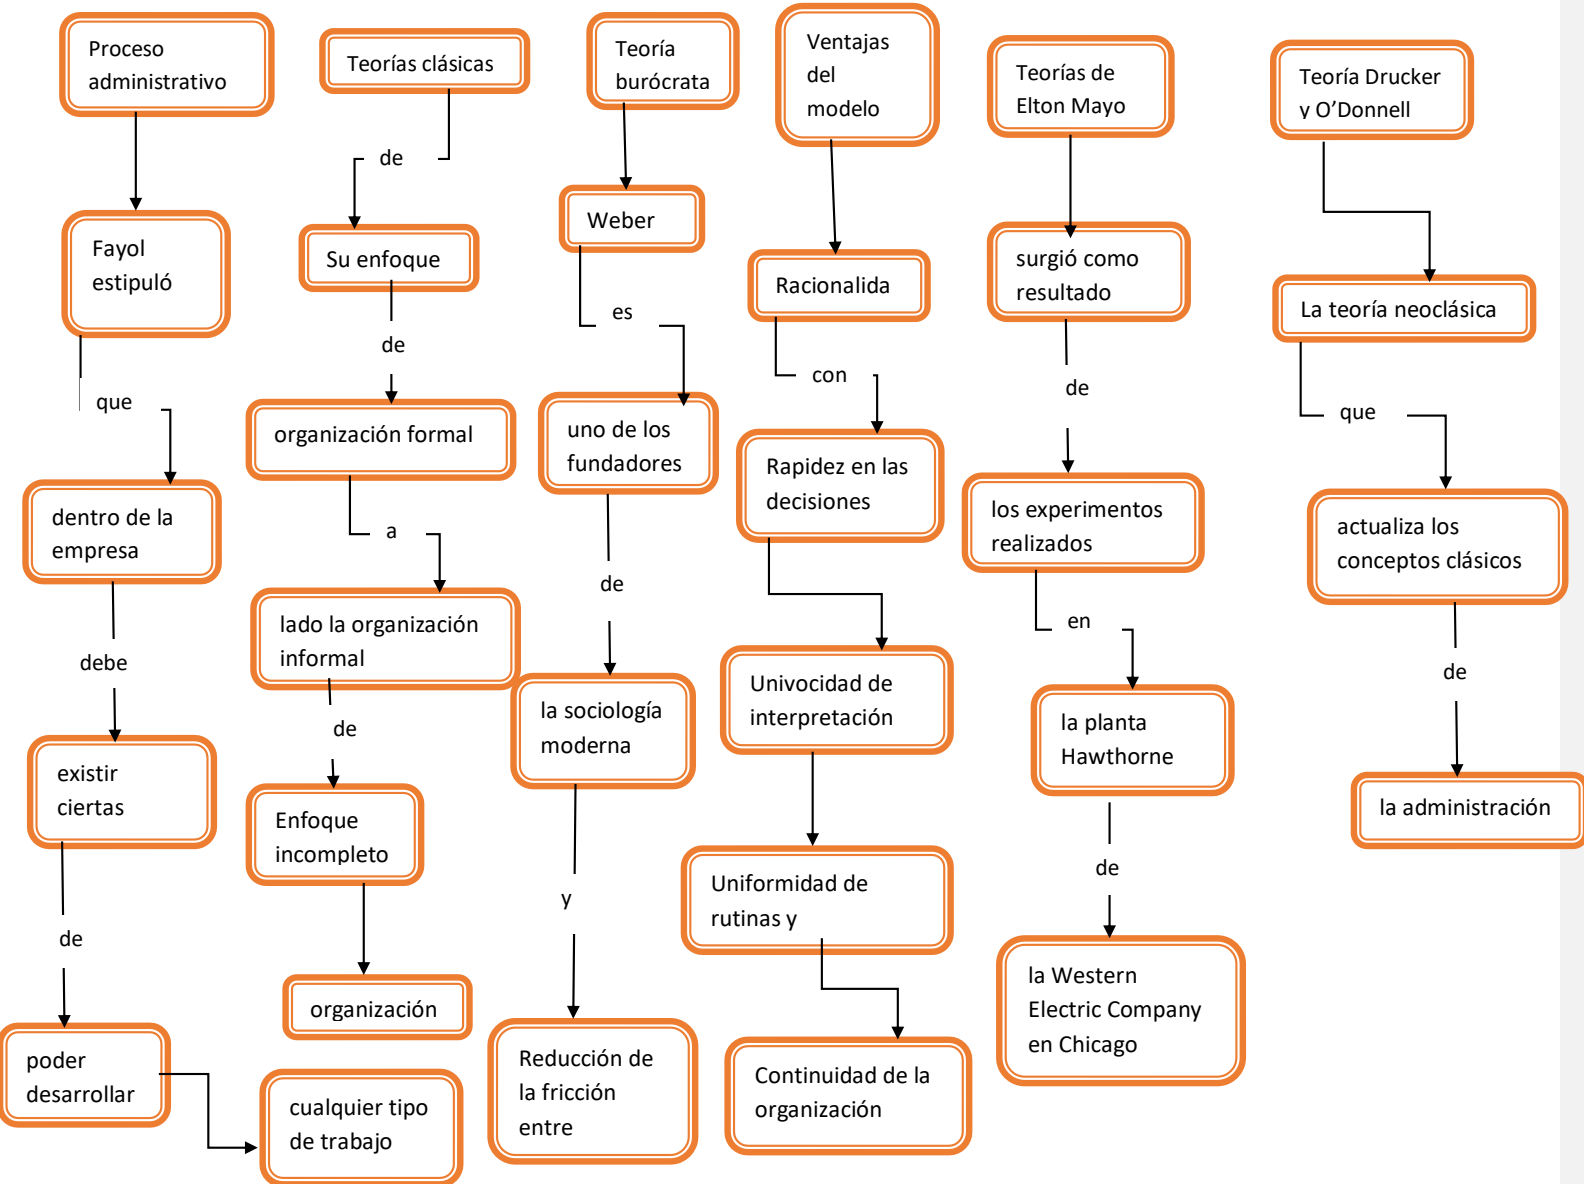 Proceso
administrativo
Fayol
estipuló
que
dentro de la
empresa
debe
existir
ciertas
de
poder
desarrollar
cualquier tipo
de trabajo
Teorías clásicas
de
Su enfoque
de
organización formal
a
lado la organización
informal
de
Enfoque
incompleto
organización
Teoría
burócrata
Weber
es
uno de los
fundadores
de
la sociología
moderna
y
Reducción de
la fricción
entre
Ventajas
del
modelo
Racionalida
con
Rapidez en las
decisiones
Univocidad de
interpretación
Uniformidad de
rutinas y
Continuidad de la
organización
Teorías de
Elton Mayo
surgió como
resultado
de
los experimentos
realizados
en
la planta
Hawthorne
de
la Western
Electric Company
en Chicago
Teoría Drucker
y O’Donnell
La teoría neoclásica
que
actualiza los
conceptos clásicos
de
la administración